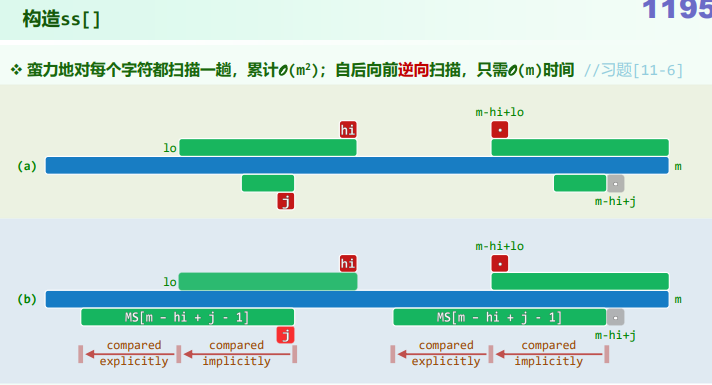 构造ss[]
1195
❖ 蛮力地对每个字符都扫描一趟，累计𝒪(m²)；自后向前逆向扫描，只需𝒪(m)时间 //习题[11-6]
m-hi+lo
hi
lo
(a)
m
j
m-hi+j
m-hi+lo
hi
lo
(b)
m
MS[m - hi + j - 1]
MS[m - hi + j - 1]
j
m-hi+j
compared explicitly
compared implicitly
compared explicitly
compared implicitly